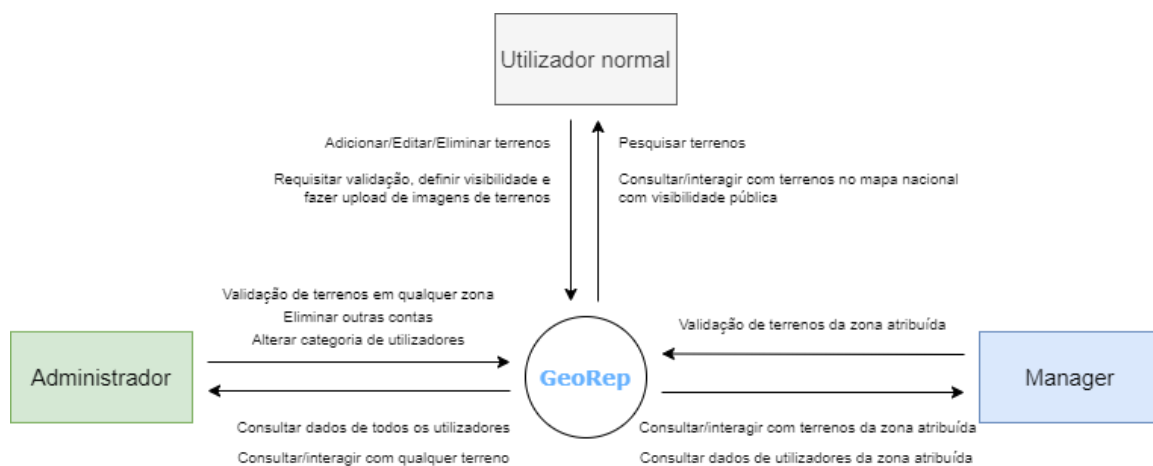 Utilizador normal
Adicionar/Editar/Eliminar terrenos
Requisitar validação, definir visibilidade e
fazer upload de imagens de terrenos
Pesquisar terrenos
Consultar/interagir com terrenos no mapa nacional
com visibilidade pública
Validação de terrenos em qualquer zona
Eliminar outras contas
Alterar categoria de utilizadores
Administrador
Consultar dados de todos os utilizadores
Consultar/interagir com qualquer terreno
GeoRep
Validação de terrenos da zona atribuída
Manager
Consultar/interagir com terrenos da zona atribuída
Consultar dados de utilizadores da zona atribuída